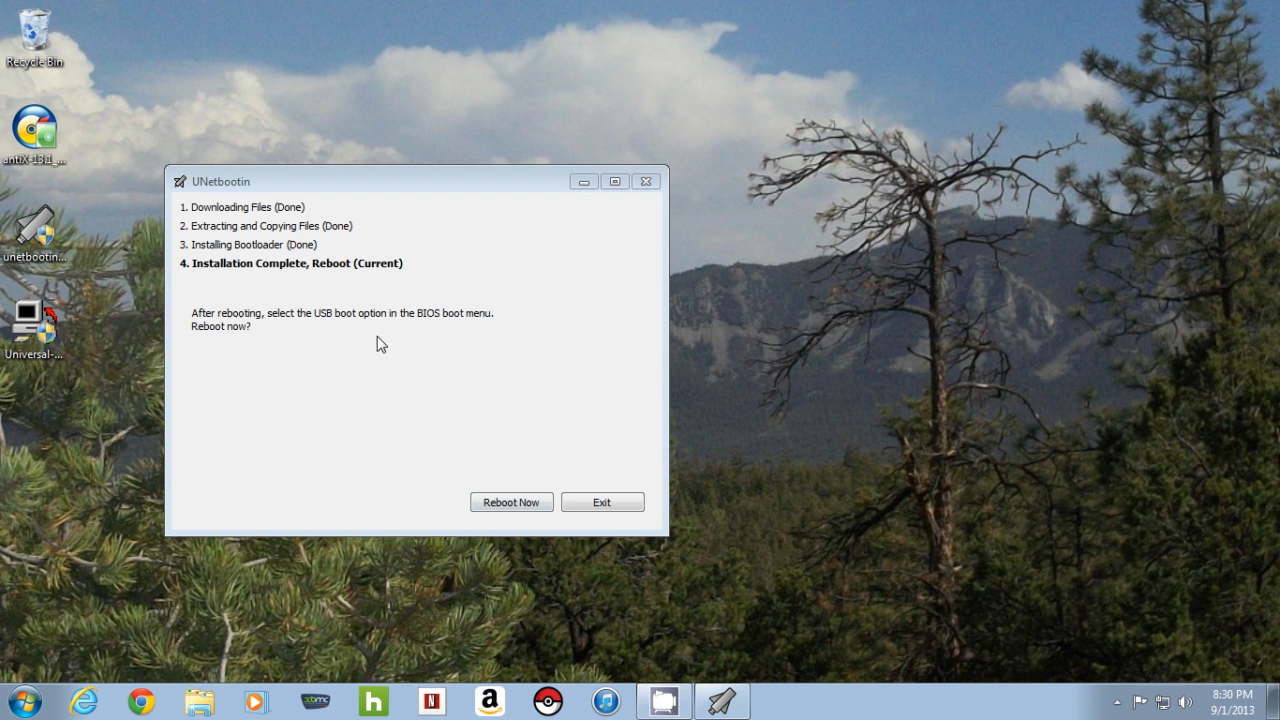 Recycle Bin
antiX-13.1_...
unetbootin...
Universal-...
UNetbootin
1. Downloading Files (Done)
2. Extracting and Copying Files (Done)
3. Installing Bootloader (Done)
4. Installation Complete, Reboot (Current)
After rebooting, select the USB boot option in the BIOS boot menu.
Reboot now?
Reboot Now
Exit
xbmc
h
N
a
8:30 PM
9/1/2013